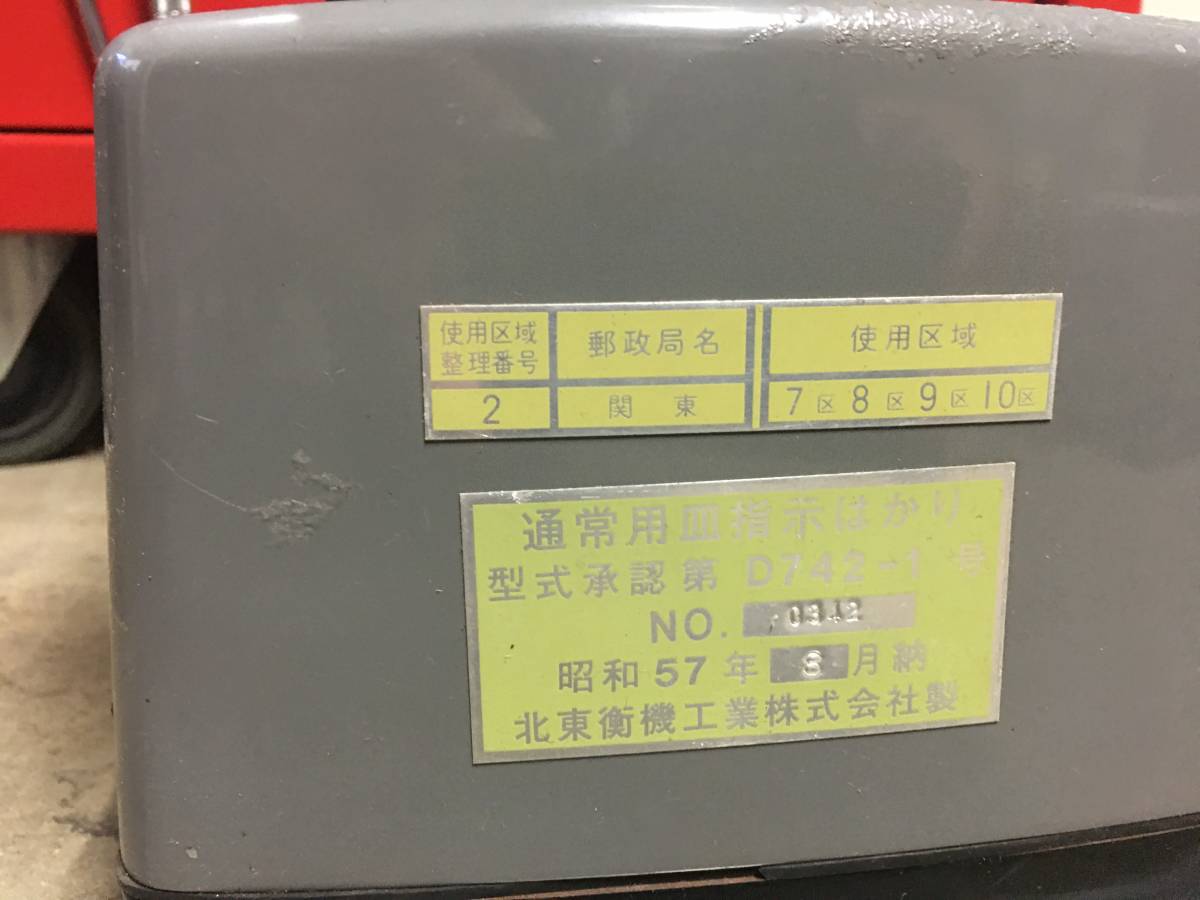 使用区域
整理番号
郵政局名
使用区域
2
関東
7区8区9区10区
通常用皿指示はかり
型式承認第 D742-1 号
NO. 0342
昭和57年8月納
北東衡機工業株式会社製